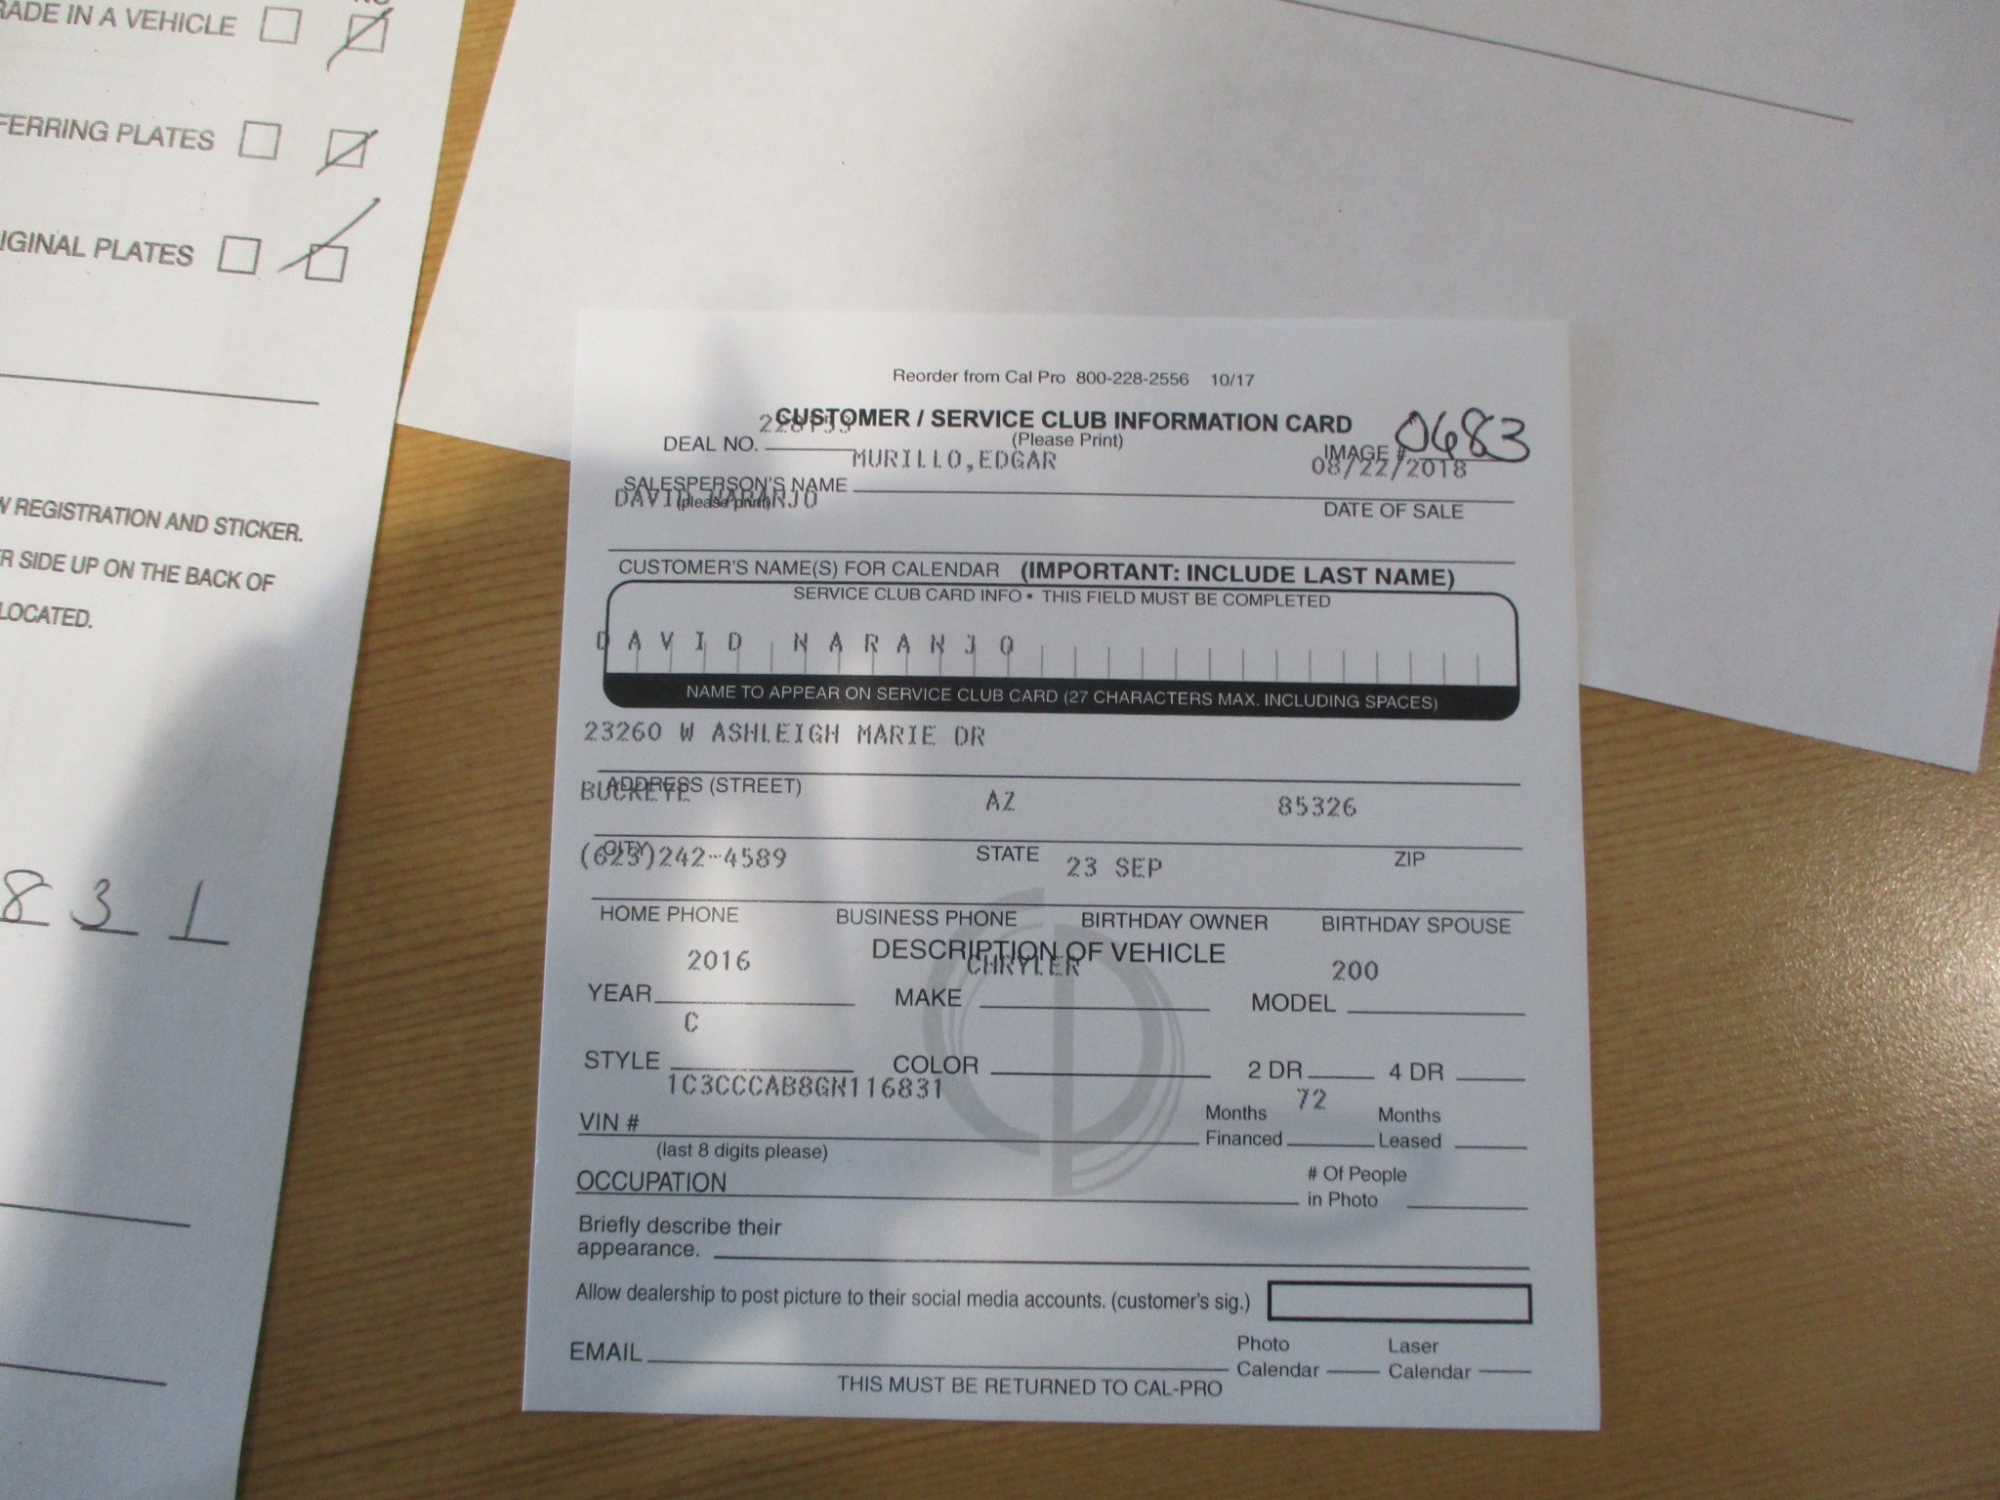 RADE IN A VEHICLE
FERRING PLATES
IGINAL PLATES
W REGISTRATION AND STICKER.
R SIDE UP ON THE BACK OF
LOCATED.
8 3 1
Reorder from Cal Pro 800-228-2556 10/17
CUSTOMER / SERVICE CLUB INFORMATION CARD
(Please Print)
DEAL NO.
IMAGE # 0683
MURILLO,EDGAR
08/22/2018
SALESPERSON'S NAME
(please print)
DAVID NARANJO
DATE OF SALE
CUSTOMER'S NAME(S) FOR CALENDAR (IMPORTANT: INCLUDE LAST NAME)
SERVICE CLUB CARD INFO • THIS FIELD MUST BE COMPLETED
DAVID NARANJO
NAME TO APPEAR ON SERVICE CLUB CARD (27 CHARACTERS MAX. INCLUDING SPACES)
23260 W ASHLEIGH MARIE DR
ADDRESS (STREET)
BUCKEYE AZ 85326
CITY STATE ZIP
(623)242-4589 23 SEP
HOME PHONE BUSINESS PHONE BIRTHDAY OWNER BIRTHDAY SPOUSE
DESCRIPTION OF VEHICLE
2016 CHRYLER 200
YEAR MAKE MODEL
C
STYLE COLOR 2 DR 4 DR
1C3CCCAB8GN116831
VIN # Months Financed 72 Months Leased
(last 8 digits please)
OCCUPATION # Of People in Photo
Briefly describe their
appearance.
Allow dealership to post picture to their social media accounts. (customer's sig.)
EMAIL Photo Calendar Laser Calendar
THIS MUST BE RETURNED TO CAL-PRO